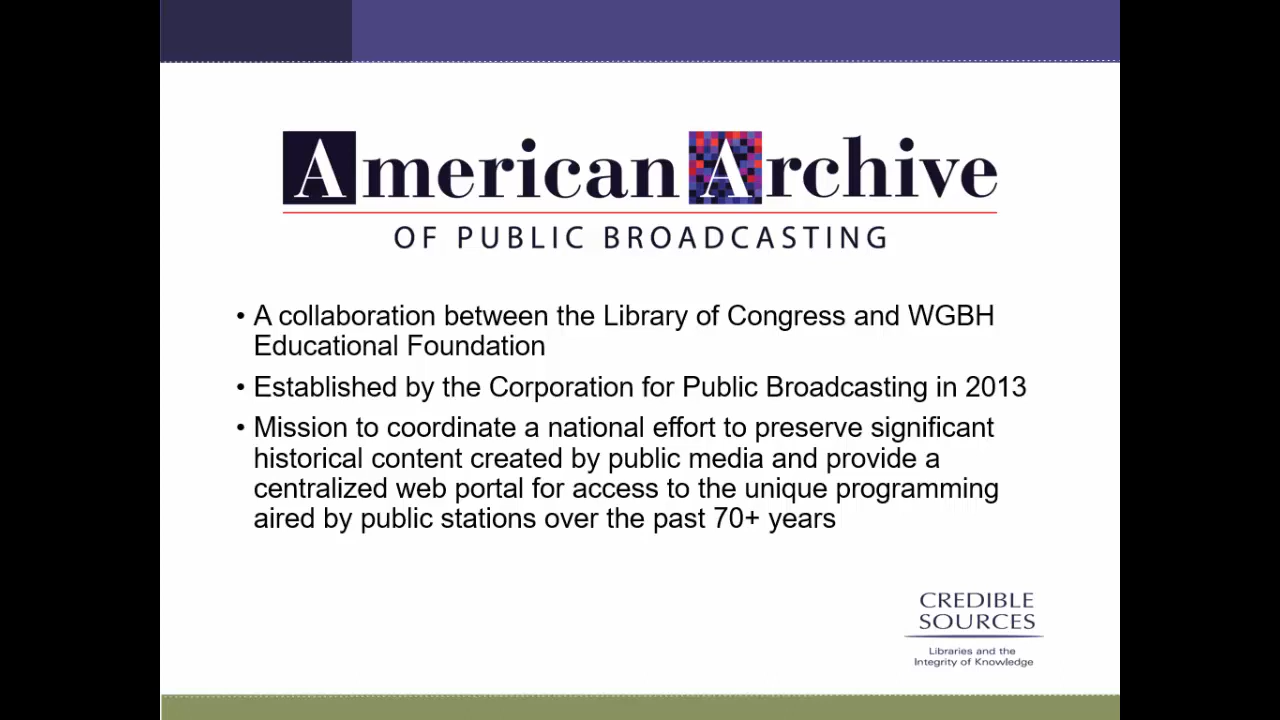 American Archive
OF PUBLIC BROADCASTING
• A collaboration between the Library of Congress and WGBH
Educational Foundation
• Established by the Corporation for Public Broadcasting in 2013
• Mission to coordinate a national effort to preserve significant
historical content created by public media and provide a
centralized web portal for access to the unique programming
aired by public stations over the past 70+ years
CREDIBLE
SOURCES
Libraries and the
Integrity of Knowledge